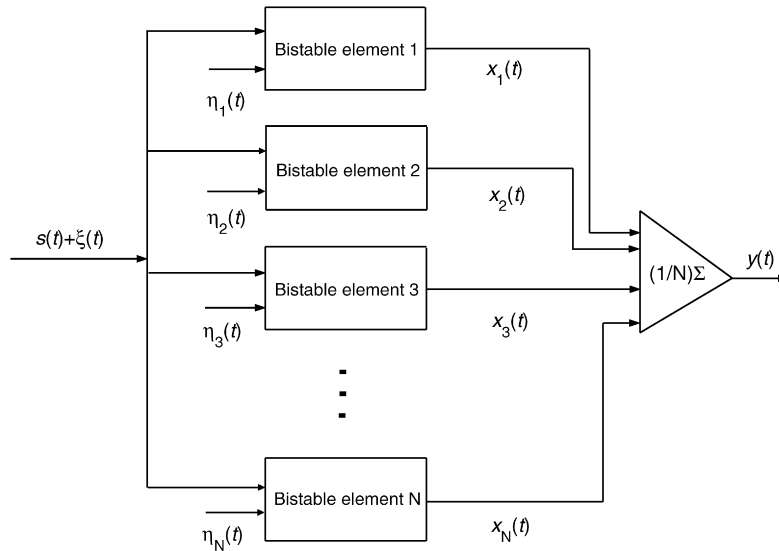 Bistable element 1
x1(t)
η1(t)
Bistable element 2
x2(t)
η2(t)
s(t)+ξ(t)
(1/N)Σ
y(t)
Bistable element 3
x3(t)
η3(t)
Bistable element N
xN(t)
ηN(t)